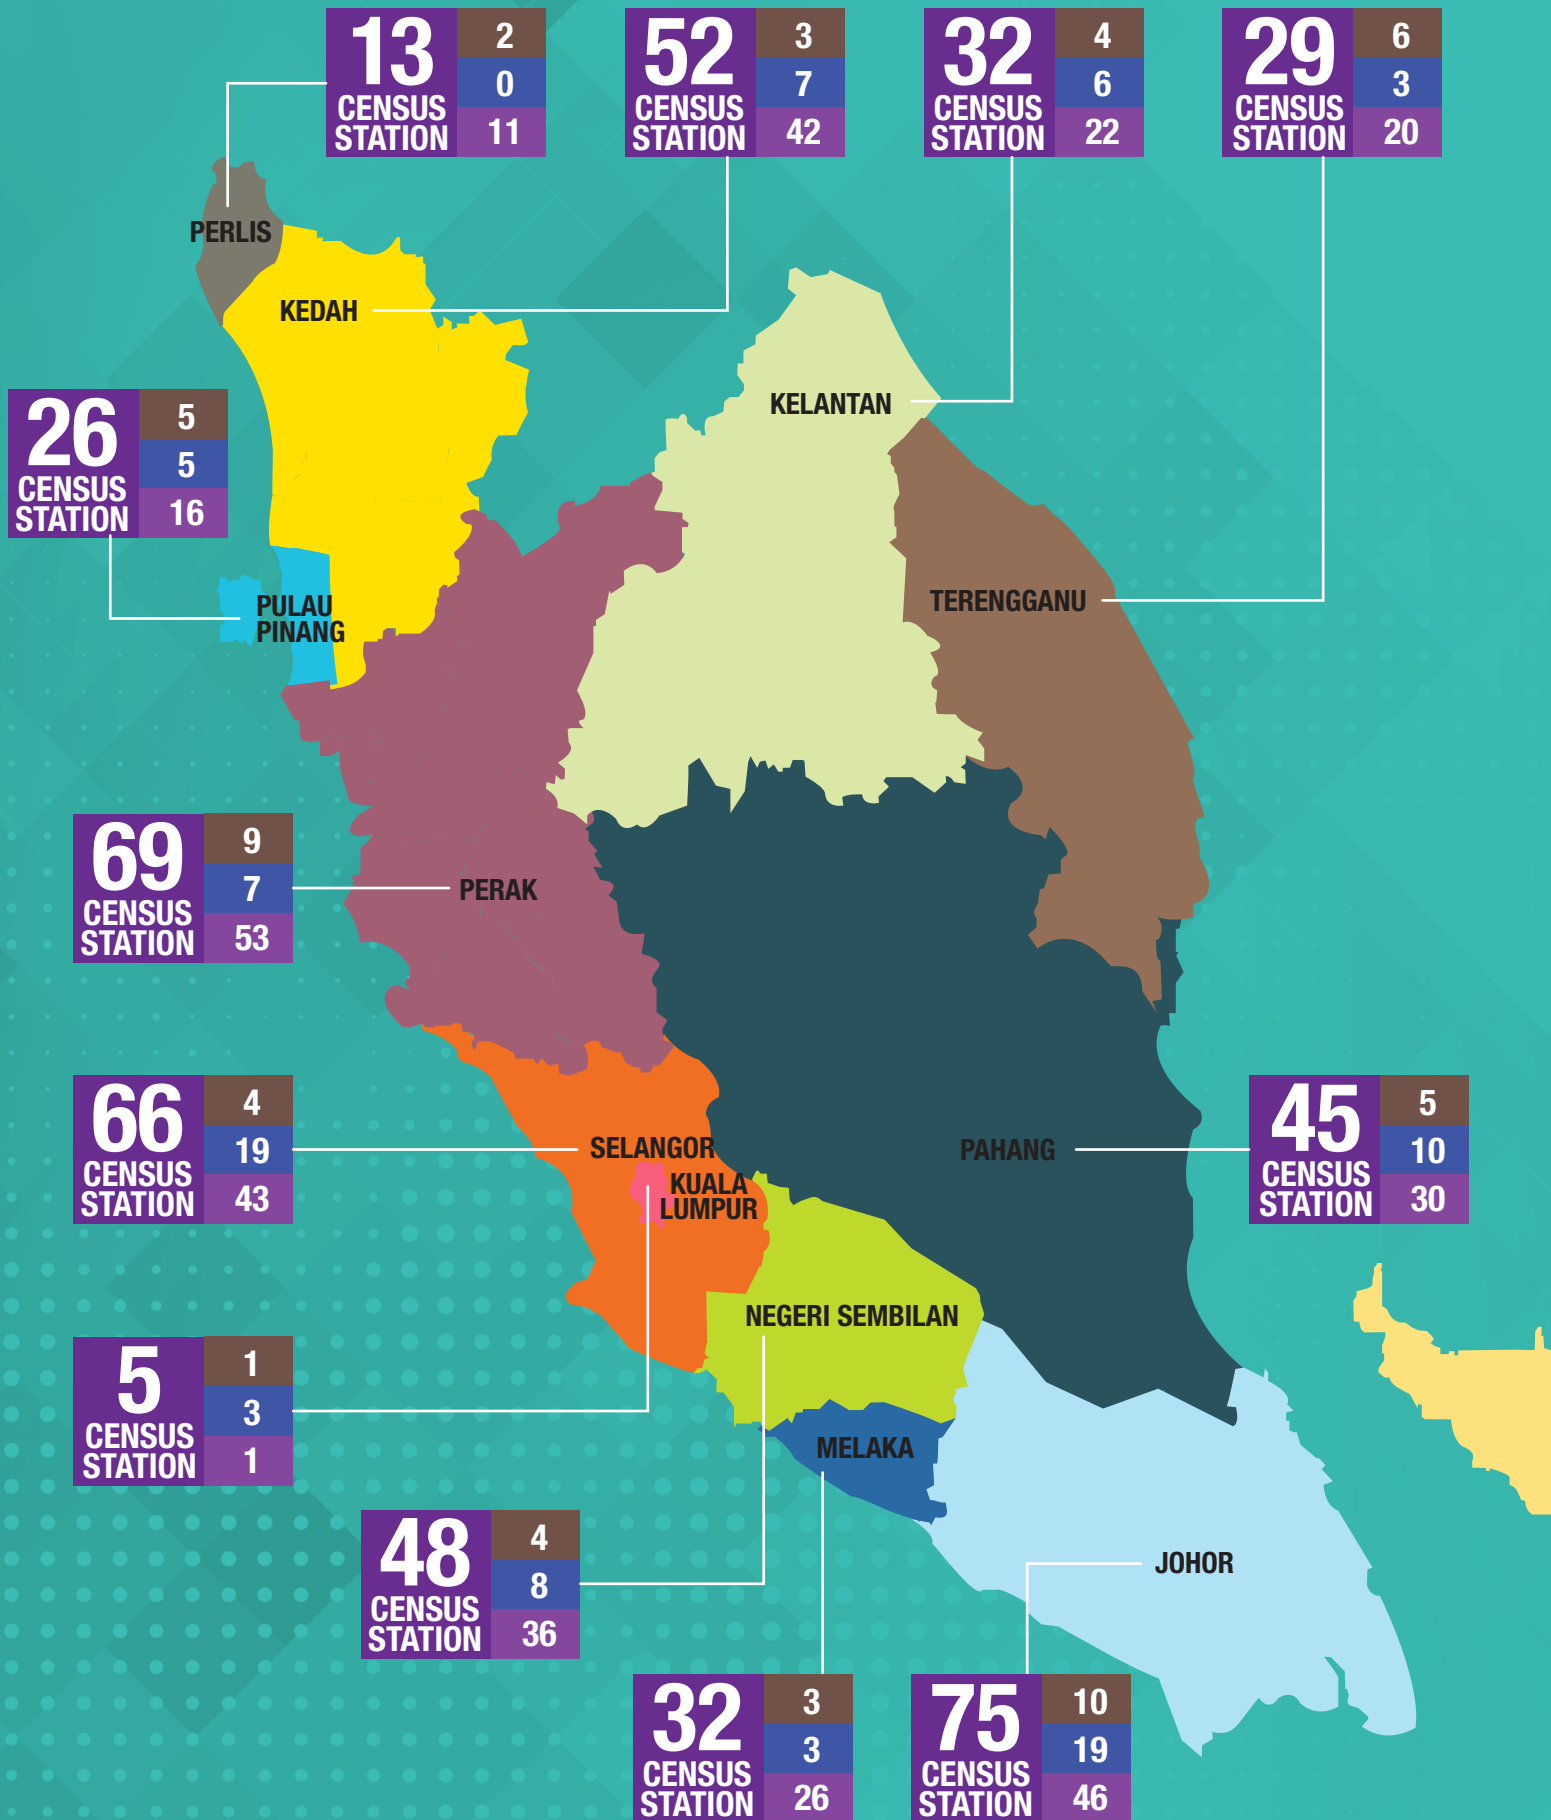 13
CENSUS
STATION
2
0
11
52
CENSUS
STATION
3
7
42
32
CENSUS
STATION
4
6
22
29
CENSUS
STATION
6
3
20
PERLIS
KEDAH
KELANTAN
26
CENSUS
STATION
5
5
16
TERENGGANU
PULAU
PINANG
69
CENSUS
STATION
9
7
53
PERAK
66
CENSUS
STATION
4
19
43
SELANGOR
KUALA
LUMPUR
PAHANG
45
CENSUS
STATION
5
10
30
5
CENSUS
STATION
1
3
1
NEGERI SEMBILAN
MELAKA
48
CENSUS
STATION
4
8
36
JOHOR
32
CENSUS
STATION
3
3
26
75
CENSUS
STATION
10
19
46